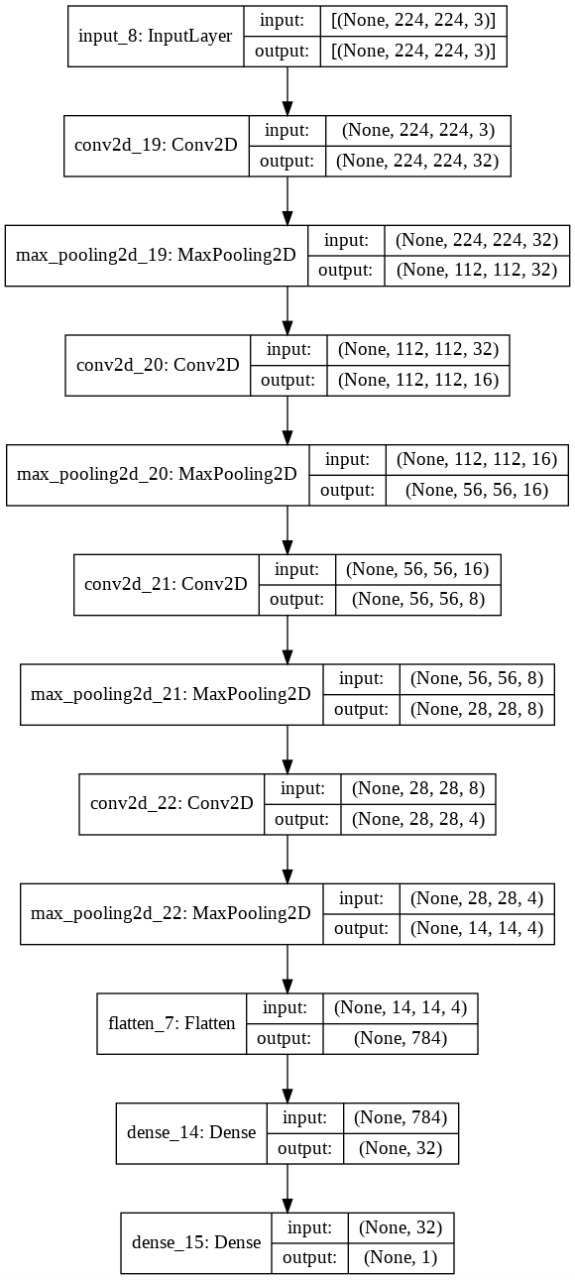 input_8: InputLayer
input: [(None, 224, 224, 3)]
output: [(None, 224, 224, 3)]
conv2d_19: Conv2D
input: (None, 224, 224, 3)
output: (None, 224, 224, 32)
max_pooling2d_19: MaxPooling2D
input: (None, 224, 224, 32)
output: (None, 112, 112, 32)
conv2d_20: Conv2D
input: (None, 112, 112, 32)
output: (None, 112, 112, 16)
max_pooling2d_20: MaxPooling2D
input: (None, 112, 112, 16)
output: (None, 56, 56, 16)
conv2d_21: Conv2D
input: (None, 56, 56, 16)
output: (None, 56, 56, 8)
max_pooling2d_21: MaxPooling2D
input: (None, 56, 56, 8)
output: (None, 28, 28, 8)
conv2d_22: Conv2D
input: (None, 28, 28, 8)
output: (None, 28, 28, 4)
max_pooling2d_22: MaxPooling2D
input: (None, 28, 28, 4)
output: (None, 14, 14, 4)
flatten_7: Flatten
input: (None, 14, 14, 4)
output: (None, 784)
dense_14: Dense
input: (None, 784)
output: (None, 32)
dense_15: Dense
input: (None, 32)
output: (None, 1)